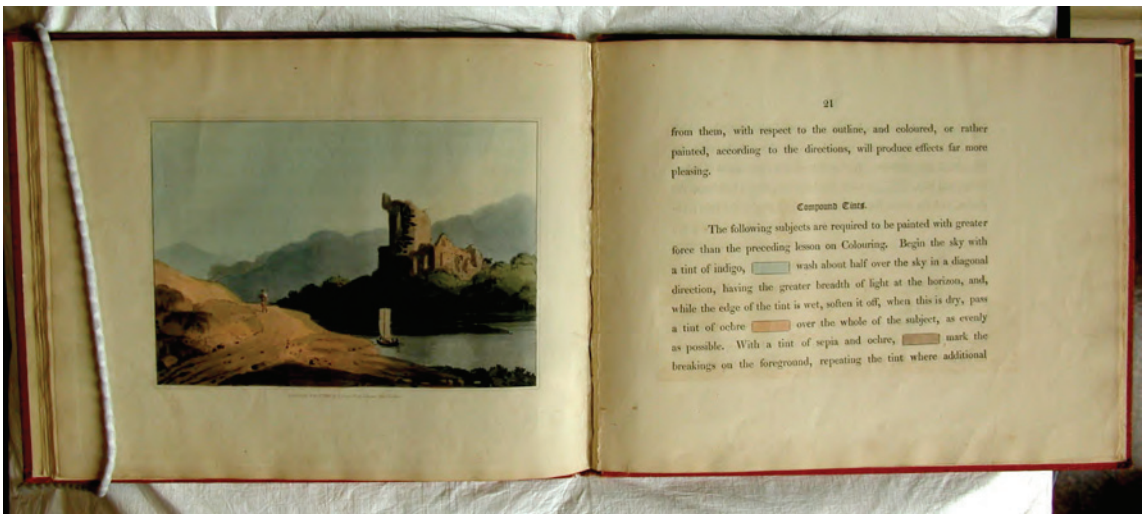 21
from them, with respect to the outline, and coloured, or rather
painted, according to the directions, will produce effects far more
pleasing.
Compound Tints.
The following subjects are required to be painted with greater
force than the preceding lesson on Colouring. Begin the sky with
a tint of indigo, wash about half over the sky in a diagonal
direction, having the greater breadth of light at the horizon, and,
while the edge of the tint is wet, soften it off, when this is dry, pass
a tint of ochre over the whole of the subject, as evenly
as possible. With a tint of sepia and ochre, mark the
breakings on the foreground, repeating the tint where additional